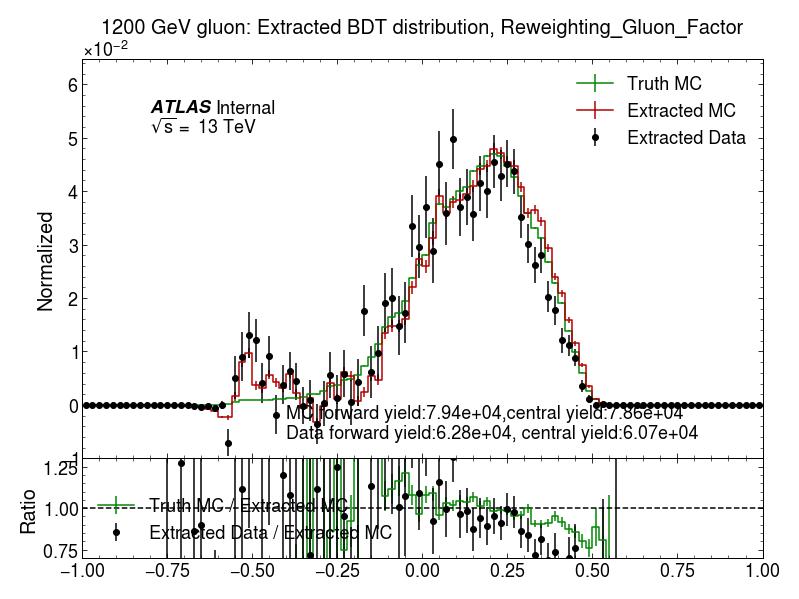 1200 GeV gluon: Extracted BDT distribution, Reweighting_Gluon_Factor
×10⁻²
ATLAS Internal
√s = 13 TeV
Truth MC
Extracted MC
Extracted Data
Normalized
6
5
4
3
2
1
0
MC forward yield:7.94e+04,central yield:7.86e+04
Data forward yield:6.28e+04, central yield:6.07e+04
1
Ratio
1.25
1.00
0.75
Truth MC / Extracted MC
Extracted Data / Extracted MC
−1.00 −0.75 −0.50 −0.25 0.00 0.25 0.50 0.75 1.00